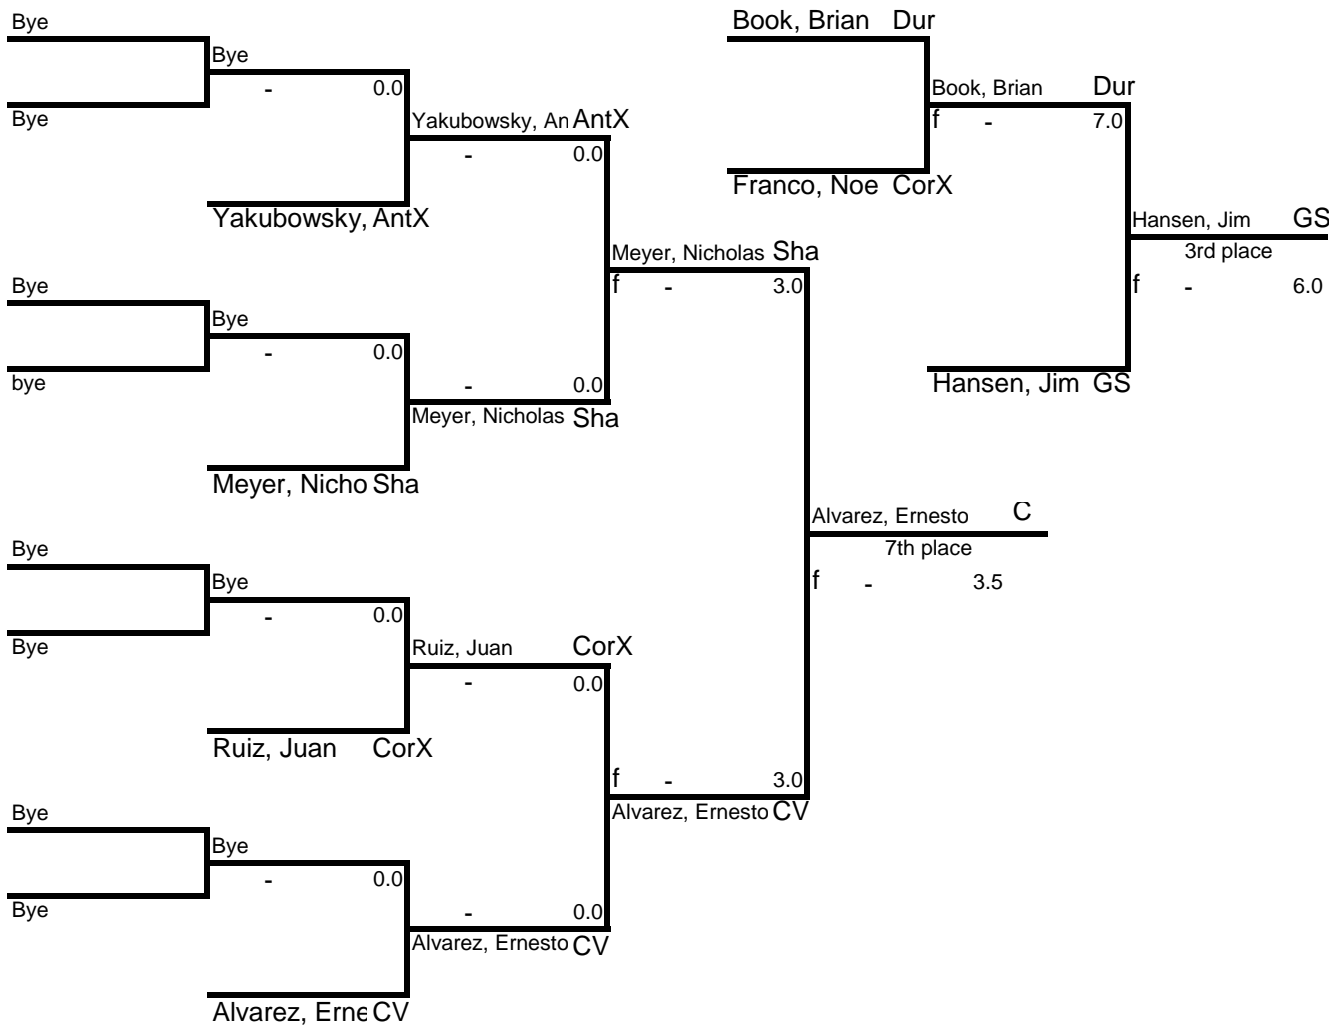 Bye
Bye
- 0.0
Bye
Yakubowsky, An AntX
- 0.0
Yakubowsky, AntX
Bye
Bye
- 0.0
bye
- 0.0
Meyer, Nicholas Sha
Meyer, Nicho Sha
Meyer, Nicholas Sha
f - 3.0
Bye
Bye
- 0.0
Bye
Ruiz, Juan CorX
- 0.0
Ruiz, Juan CorX
f - 3.0
Alvarez, Ernesto CV
Bye
Bye
- 0.0
Bye
- 0.0
Alvarez, Ernesto CV
Alvarez, Erne CV
Alvarez, Ernesto C
7th place
f - 3.5
Book, Brian Dur
Book, Brian Dur
f - 7.0
Franco, Noe CorX
Hansen, Jim GS
3rd place
f - 6.0
Hansen, Jim GS